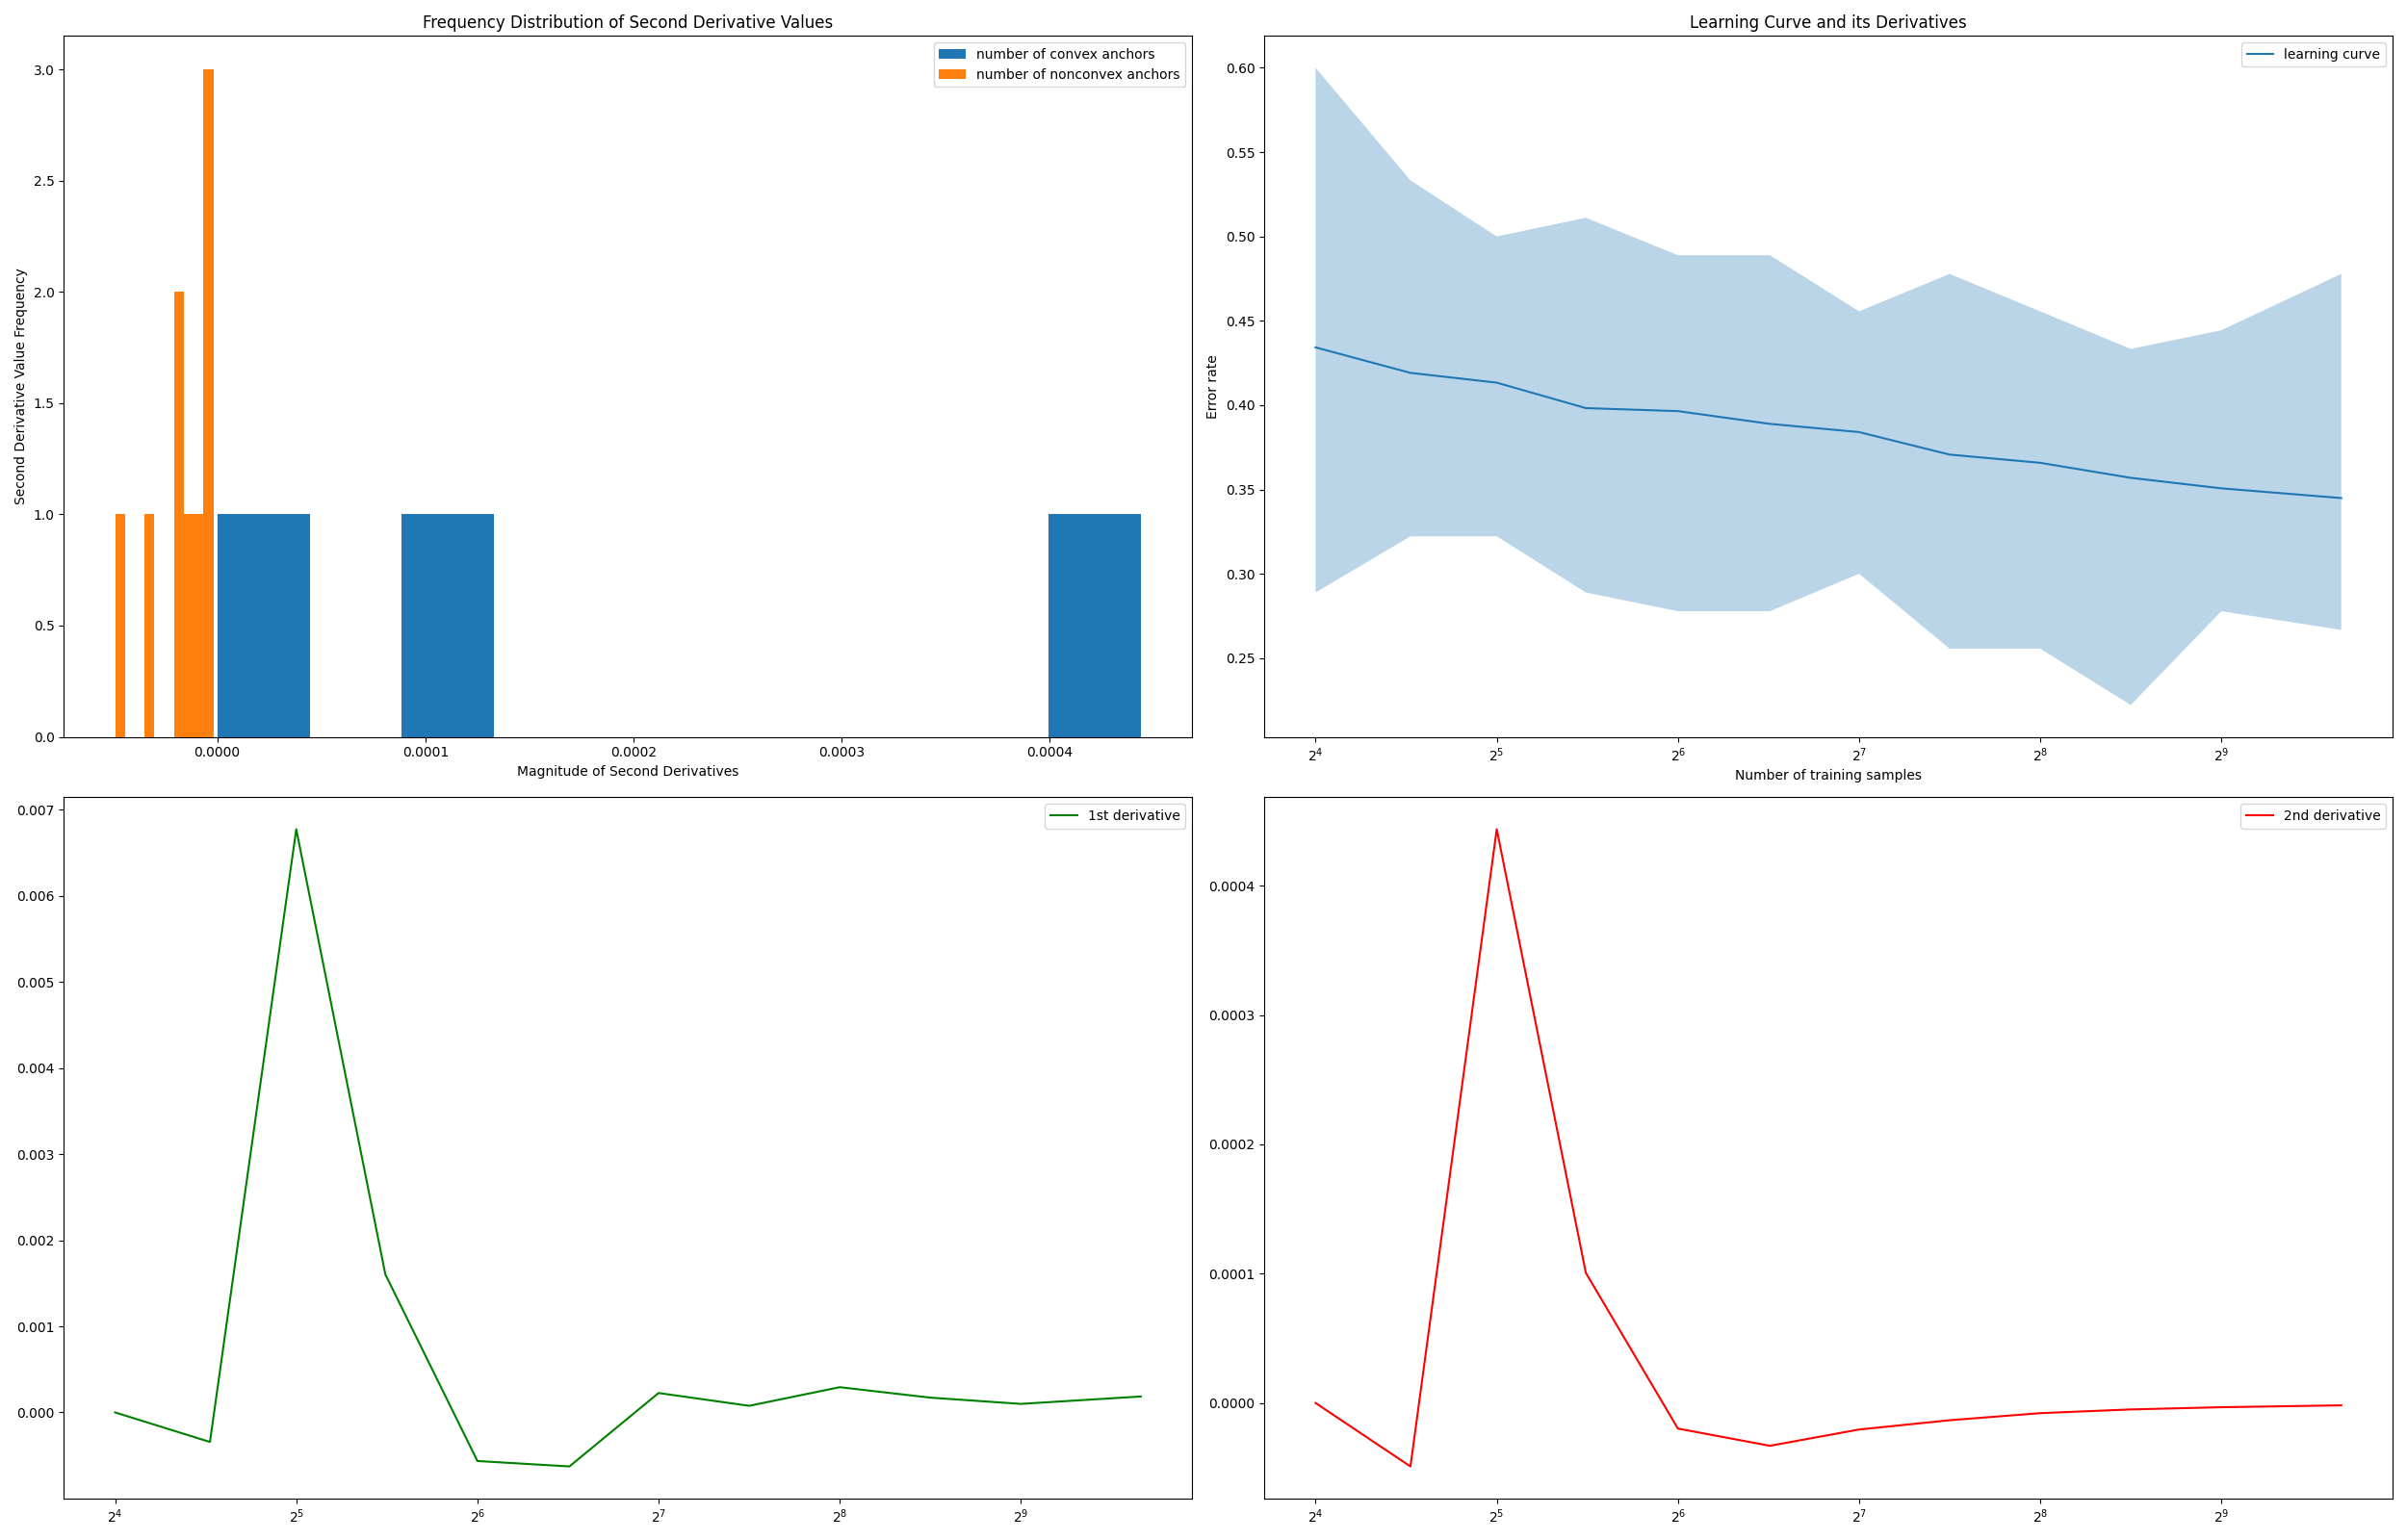 Frequency Distribution of Second Derivative Values
number of convex anchors
number of nonconvex anchors
3.0
2.5
2.0
1.5
1.0
0.5
0.0
Second Derivative Value Frequency
0.0000 0.0001 0.0002 0.0003 0.0004
Magnitude of Second Derivatives
Learning Curve and its Derivatives
learning curve
0.60
0.55
0.50
0.45
0.40
0.35
0.30
0.25
Error rate
2⁴ 2⁵ 2⁶ 2⁷ 2⁸ 2⁹
Number of training samples
1st derivative
0.007
0.006
0.005
0.004
0.003
0.002
0.001
0.000
2⁴ 2⁵ 2⁶ 2⁷ 2⁸ 2⁹
2nd derivative
0.0004
0.0003
0.0002
0.0001
0.0000
2⁴ 2⁵ 2⁶ 2⁷ 2⁸ 2⁹